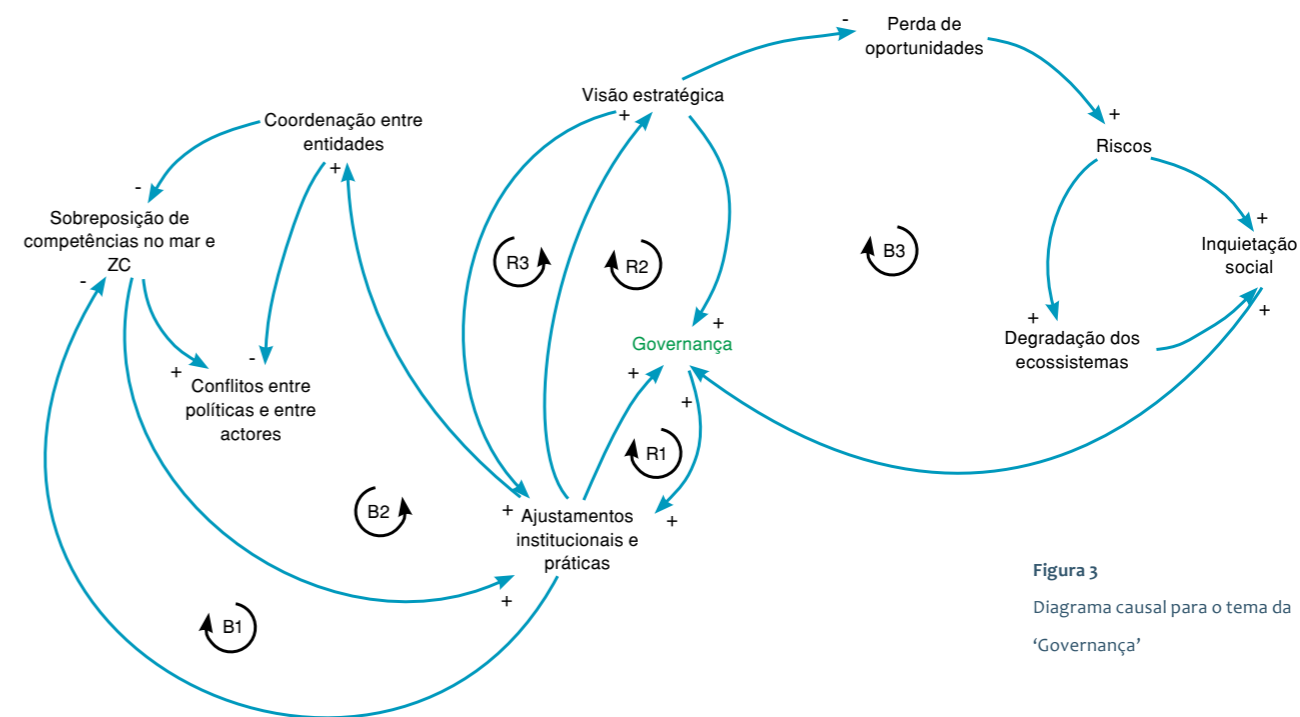 -
Perda de
oportunidades
Visão estratégica
+
+
Riscos
Coordenação entre
entidades
+
-
Sobreposição de
competências no mar e
ZC
-
+
Inquietação
social
+
R3
R2
B3
+
Governança
+
+
Degradação dos
ecossistemas
-
+
Conflitos entre
políticas e entre
actores
+
R1
B2
+
Ajustamentos
institucionais e
práticas
+
+
B1
Figura 3
Diagrama causal para o tema da
‘Governança’